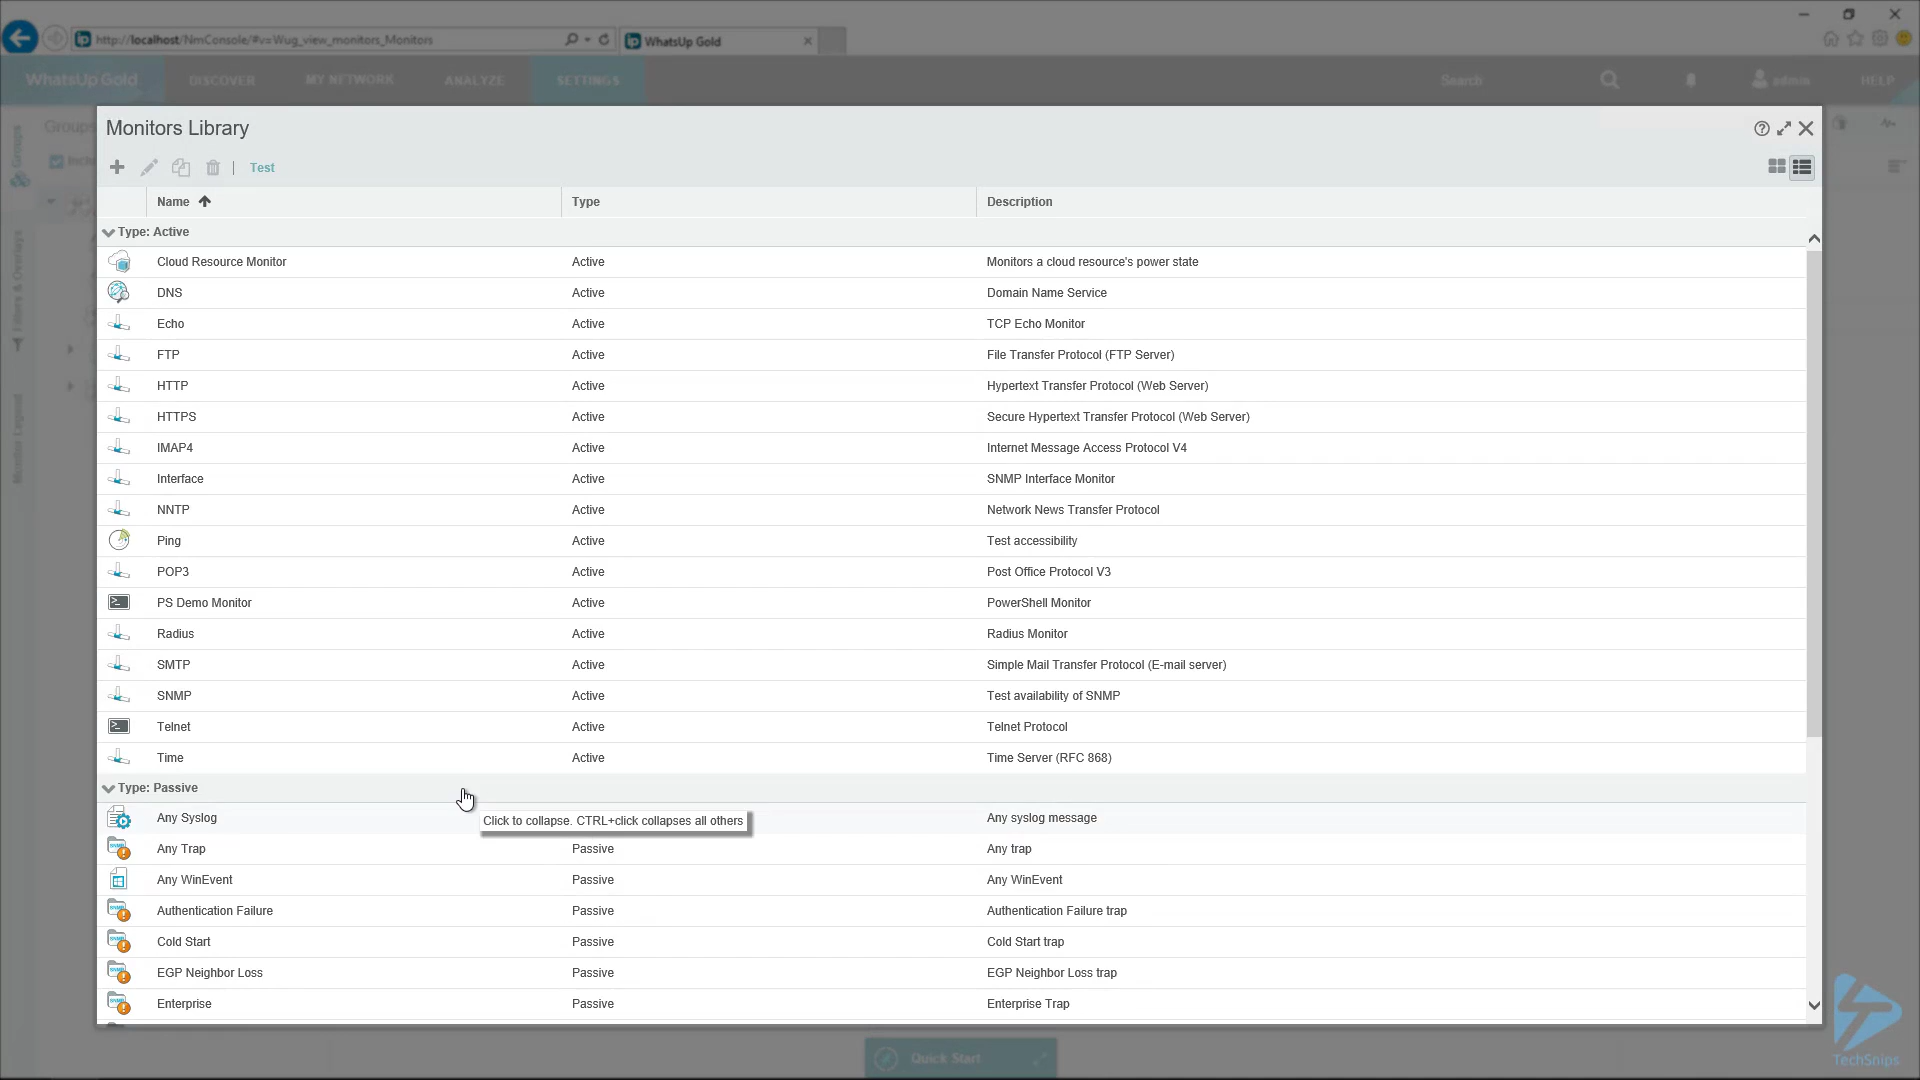 http://localhost/NmConsole/#v=Wug_view_monitors_Monitors
WhatsUp Gold
WhatsUp Gold
DISCOVER
MY NETWORK
ANALYZE
SETTINGS
Search
admin
HELP
Groups
Groups
Filters & Overlays
Monitors Library
Test
Name
Type
Description
Type: Active
Cloud Resource Monitor Active Monitors a cloud resource's power state
DNS Active Domain Name Service
Echo Active TCP Echo Monitor
FTP Active File Transfer Protocol (FTP Server)
HTTP Active Hypertext Transfer Protocol (Web Server)
HTTPS Active Secure Hypertext Transfer Protocol (Web Server)
IMAP4 Active Internet Message Access Protocol V4
Interface Active SNMP Interface Monitor
NNTP Active Network News Transfer Protocol
Ping Active Test accessibility
POP3 Active Post Office Protocol V3
PS Demo Monitor Active PowerShell Monitor
Radius Active Radius Monitor
SMTP Active Simple Mail Transfer Protocol (E-mail server)
SNMP Active Test availability of SNMP
Telnet Active Telnet Protocol
Time Active Time Server (RFC 868)
Type: Passive
Any Syslog Any syslog message
Click to collapse. CTRL+click collapses all others
Any Trap Passive Any trap
Any WinEvent Passive Any WinEvent
Authentication Failure Passive Authentication Failure trap
Cold Start Passive Cold Start trap
EGP Neighbor Loss Passive EGP Neighbor Loss trap
Enterprise Passive Enterprise Trap
Quick Start
TechSnips